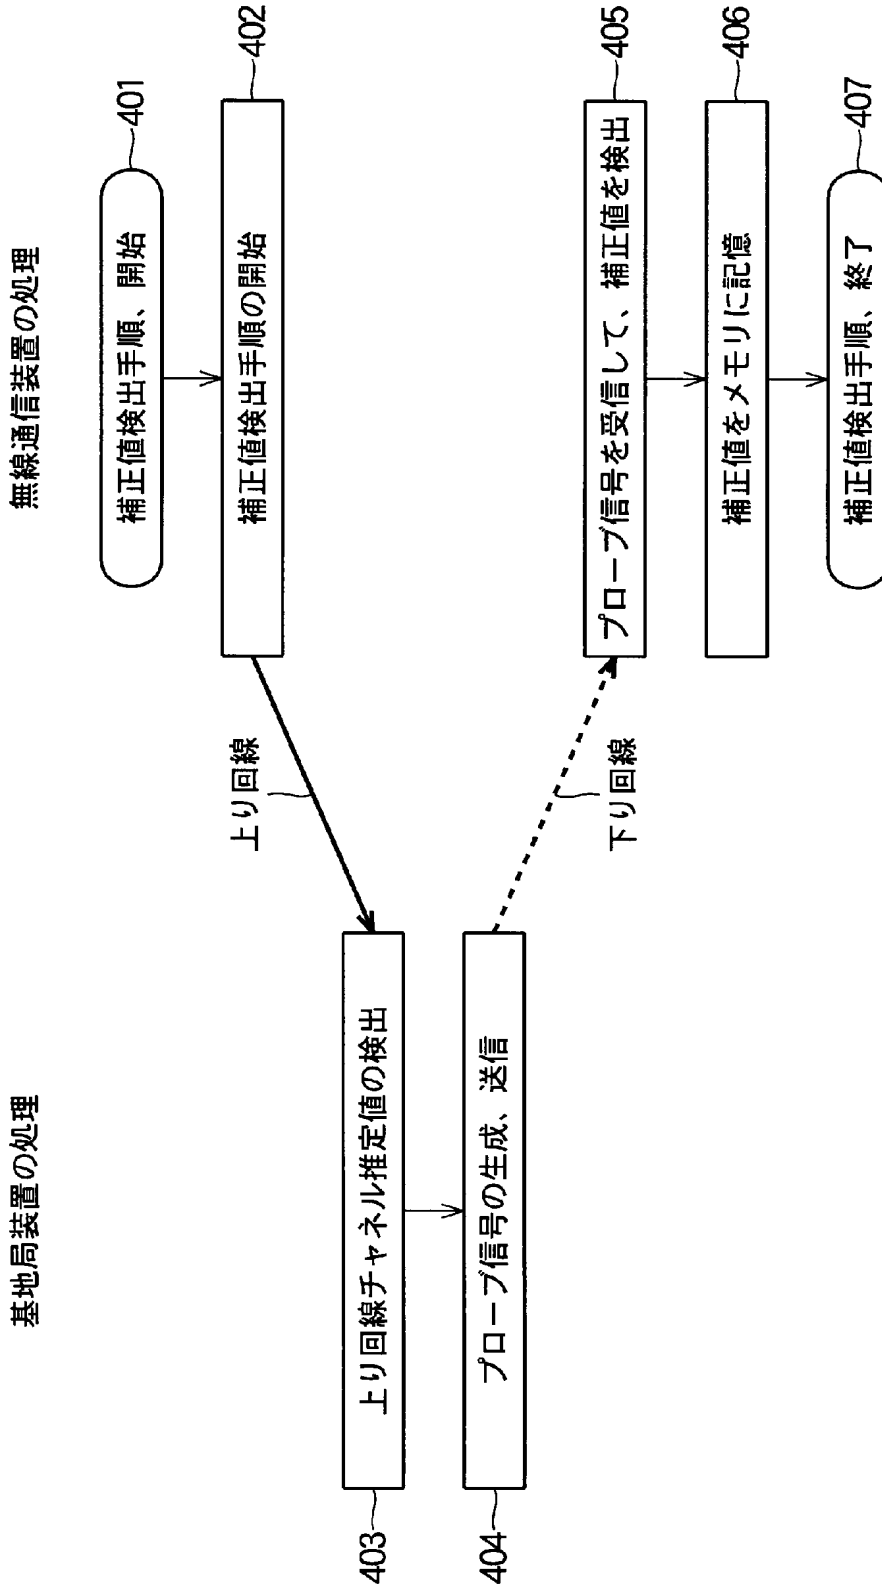 基地局装置の処理
無線通信装置の処理
補正値検出手順、開始
401
補正値検出手順の開始
402
上り回線
上り回線チャネル推定値の検出
403
プローブ信号の生成、送信
404
下り回線
プローブ信号を受信して、補正値を検出
405
補正値をメモリに記憶
406
補正値検出手順、終了
407